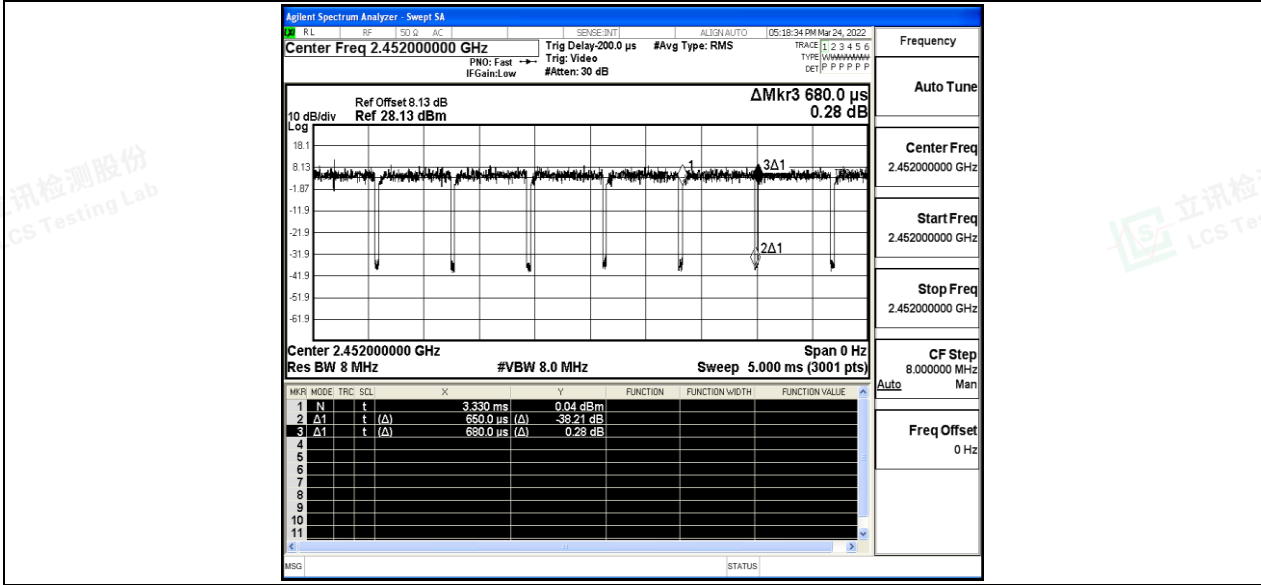 Agilent Spectrum Analyzer - Swept SA
LXI RL RF 50 Ω AC SENSE:INT ALIGN AUTO 05:18:34 PM Mar 24, 2022
Center Freq 2.452000000 GHz
PNO: Fast
IFGain:Low
Trig Delay-200.0 µs
Trig: Video
#Atten: 30 dB
#Avg Type: RMS
TRACE 1 2 3 4 5 6
TYPE WWWWWWW
DET P P P P P P
Frequency
ΔMkr3 680.0 µs
0.28 dB
Ref Offset 8.13 dB
10 dB/div Ref 28.13 dBm
Log
18.1
8.13
-1.87
-11.9
-21.9
-31.9
-41.9
-51.9
-61.9
1
3Δ1
2Δ1
Center 2.452000000 GHz Span 0 Hz
Res BW 8 MHz #VBW 8.0 MHz Sweep 5.000 ms (3001 pts)
MKR MODE TRC SCL X Y FUNCTION FUNCTION WIDTH FUNCTION VALUE
1 N t 3.330 ms 0.04 dBm
2 Δ1 t (Δ) 650.0 µs (Δ) -38.21 dB
3 Δ1 t (Δ) 680.0 µs (Δ) 0.28 dB
4
5
6
7
8
9
10
11
MSG STATUS
Auto Tune
Center Freq
2.452000000 GHz
Start Freq
2.452000000 GHz
Stop Freq
2.452000000 GHz
CF Step
8.000000 MHz
Auto Man
Freq Offset
0 Hz
讯检测股份
LCS Testing Lab
立讯检
LCS Te